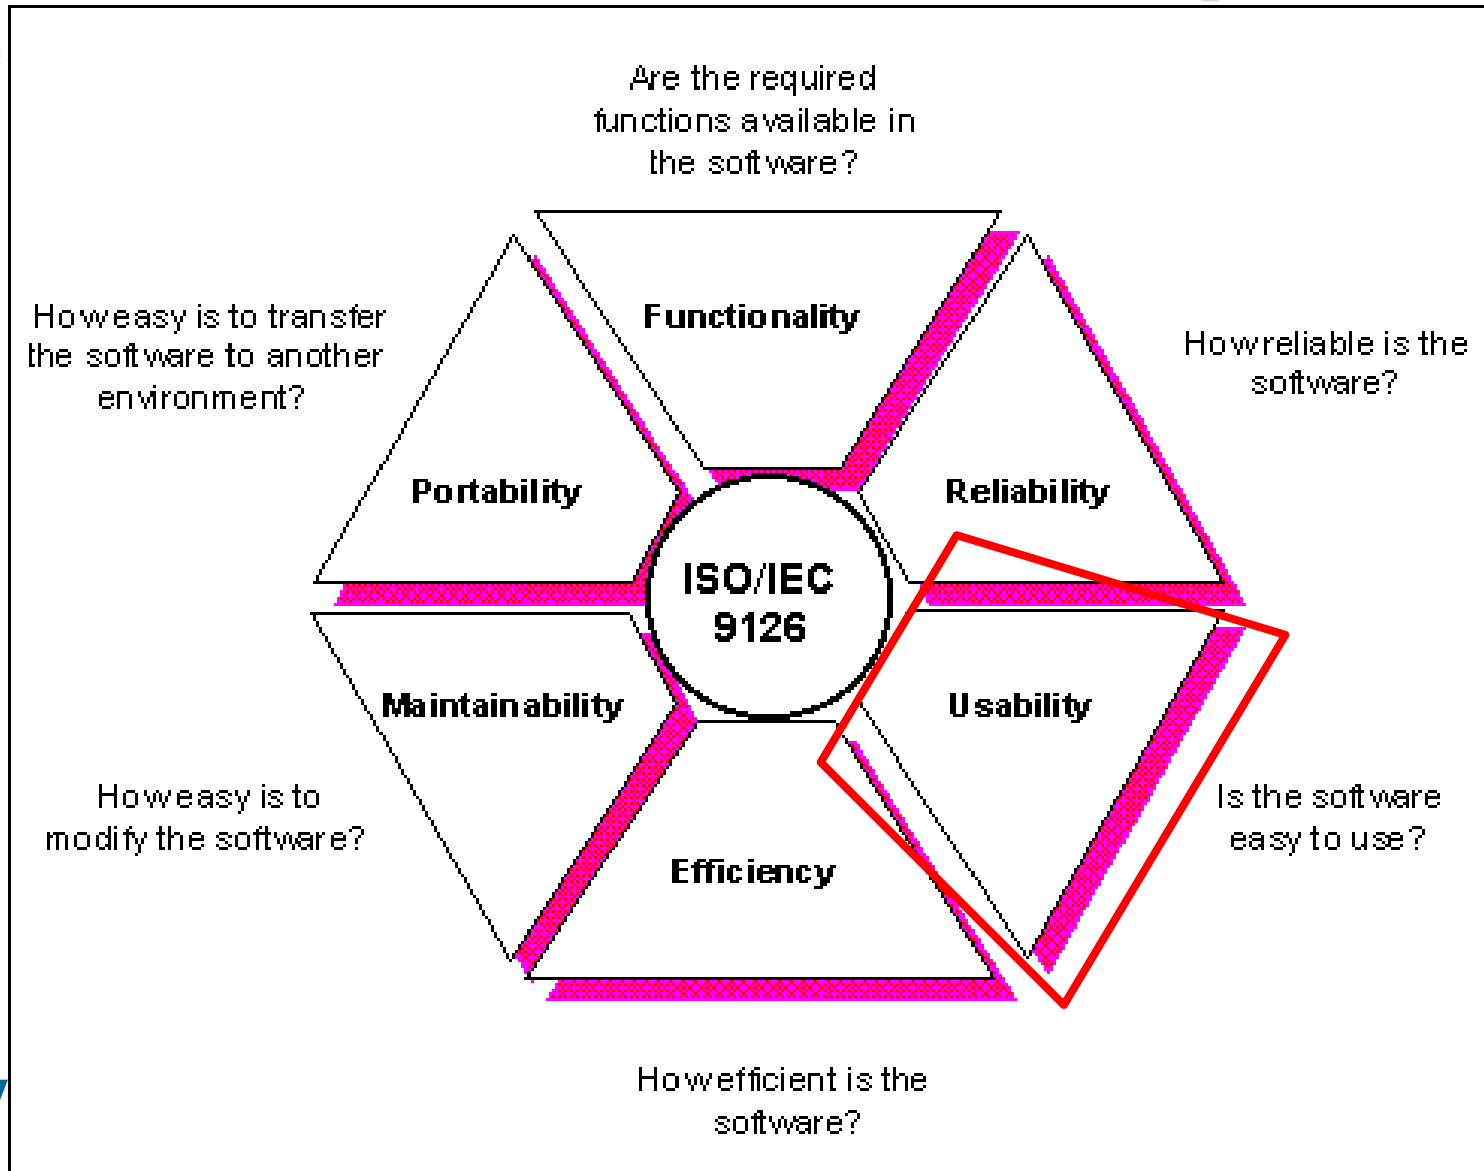 Are the required
functions available in
the software?
How easy is to transfer
the software to another
environment?
Functionality
How reliable is the
software?
Portability
Reliability
ISO/IEC
9126
Maintainability
Usability
How easy is to
modify the software?
Is the software
easy to use?
Efficiency
How efficient is the
software?